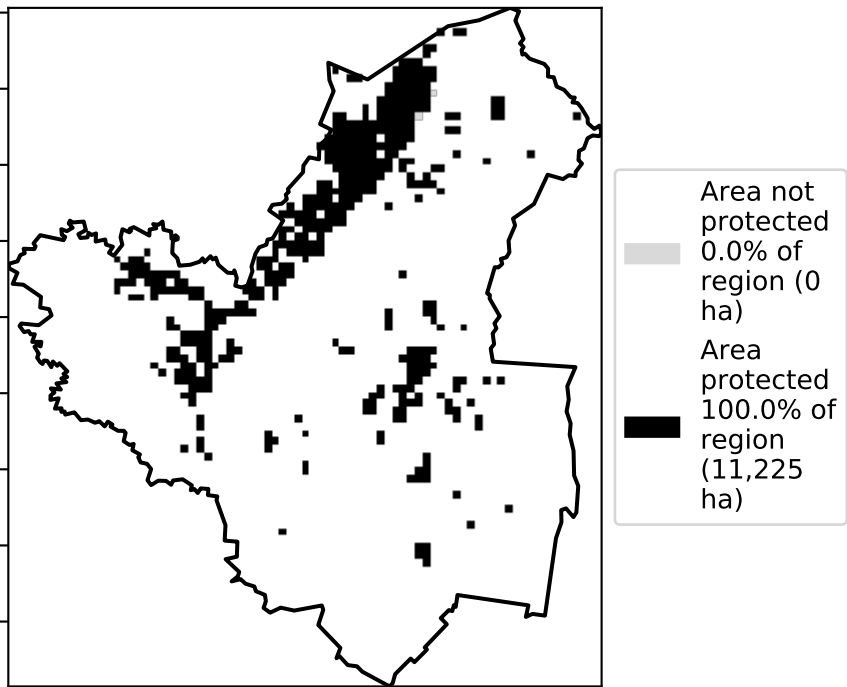 Area not
protected
0.0% of
region (0
ha)
Area
protected
100.0% of
region
(11,225
ha)